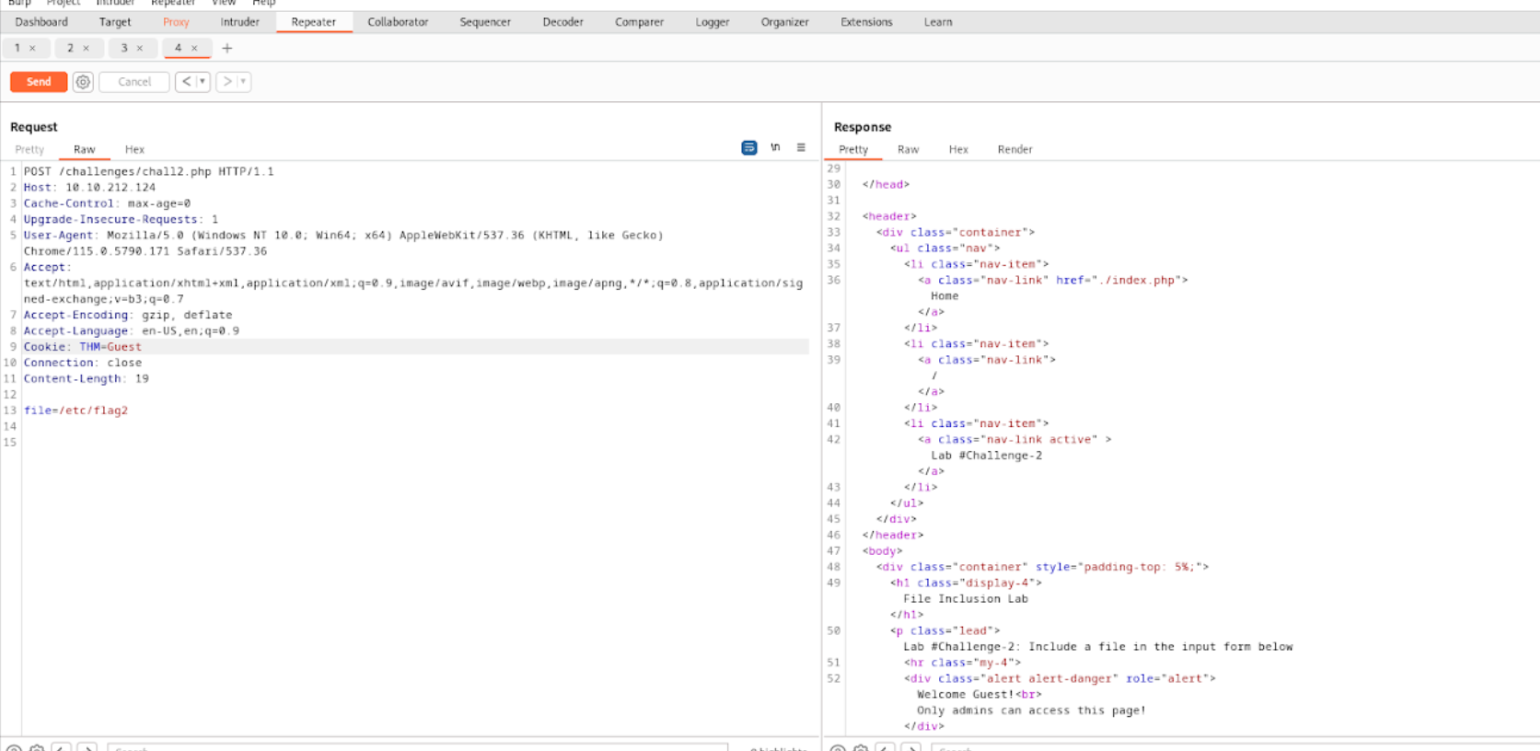 Burp Project Intruder Repeater View Help
Dashboard Target Proxy Intruder Repeater Collaborator Sequencer Decoder Comparer Logger Organizer Extensions Learn
1 × 2 × 3 × 4 × +
Send Cancel < ▾ > ▾
Request
Pretty Raw Hex \n
1 POST /challenges/chall2.php HTTP/1.1
2 Host: 10.10.212.124
3 Cache-Control: max-age=0
4 Upgrade-Insecure-Requests: 1
5 User-Agent: Mozilla/5.0 (Windows NT 10.0; Win64; x64) AppleWebKit/537.36 (KHTML, like Gecko)
Chrome/115.0.5790.171 Safari/537.36
6 Accept:
text/html,application/xhtml+xml,application/xml;q=0.9,image/avif,image/webp,image/apng,*/*;q=0.8,application/sig
ned-exchange;v=b3;q=0.7
7 Accept-Encoding: gzip, deflate
8 Accept-Language: en-US,en;q=0.9
9 Cookie: THM=Guest
10 Connection: close
11 Content-Length: 19
12
13 file=/etc/flag2
14
15
Response
Pretty Raw Hex Render
29
30 </head>
31
32 <header>
33 <div class="container">
34 <ul class="nav">
35 <li class="nav-item">
36 <a class="nav-link" href="./index.php">
Home
</a>
37 </li>
38 <li class="nav-item">
39 <a class="nav-link">
/
</a>
40 </li>
41 <li class="nav-item">
42 <a class="nav-link active" >
Lab #Challenge-2
</a>
43 </li>
44 </ul>
45 </div>
46 </header>
47 <body>
48 <div class="container" style="padding-top: 5%;">
49 <h1 class="display-4">
File Inclusion Lab
</h1>
50 <p class="lead">
Lab #Challenge-2: Include a file in the input form below
51 <hr class="my-4">
52 <div class="alert alert-danger" role="alert">
Welcome Guest!<br>
Only admins can access this page!
</div>